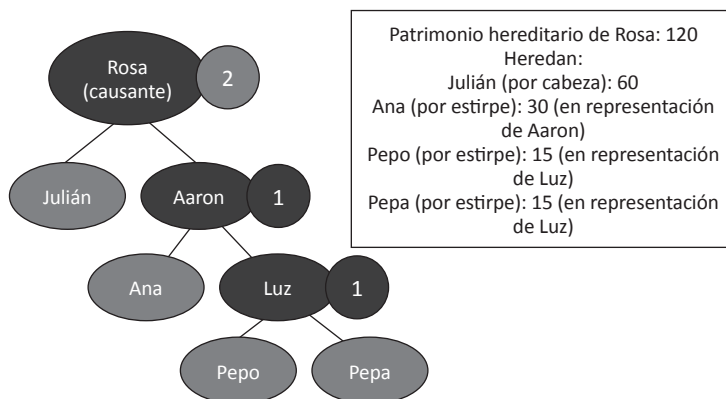 Rosa
(causante)
2
Julián
Aaron
1
Ana
Luz
1
Pepo
Pepa
Patrimonio hereditario de Rosa: 120
Heredan:
Julián (por cabeza): 60
Ana (por estirpe): 30 (en representación
de Aaron)
Pepo (por estirpe): 15 (en representación
de Luz)
Pepa (por estirpe): 15 (en representación
de Luz)